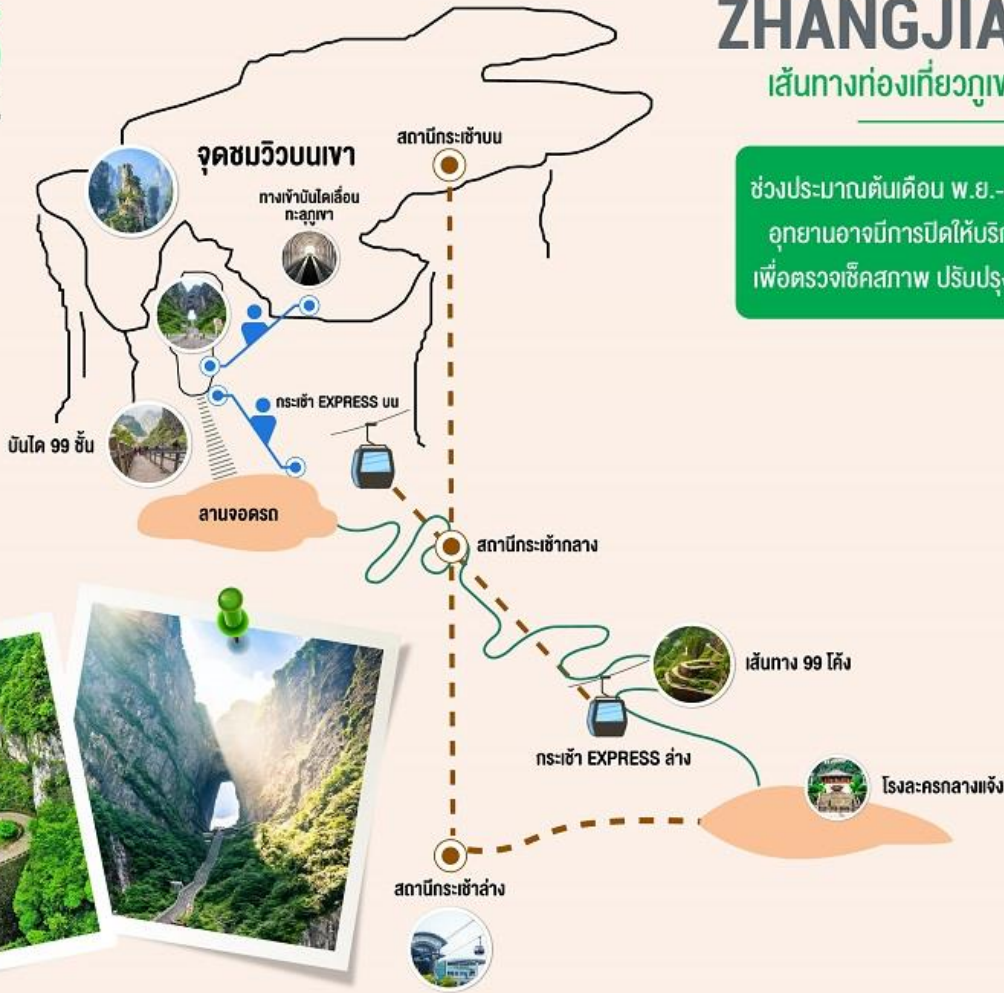 ZHANGJIA
เส้นทางท่องเที่ยวภูเข
ช่วงประมาณต้นเดือน พ.ย.-
อุทยานอาจมีการปิดให้บริก
เพื่อตรวจเช็คสภาพ ปรับปรุง
จุดชมวิวบนเขา
สถานีกระเช้าบน
ทางเข้าบันไดเลื่อน
ทะลุภูเขา
กระเช้า EXPRESS บน
บันได 99 ชั้น
ลานจอดรถ
สถานีกระเช้ากลาง
เส้นทาง 99 โค้ง
กระเช้า EXPRESS ล่าง
โรงละครกลางแจ้ง
สถานีกระเช้าล่าง